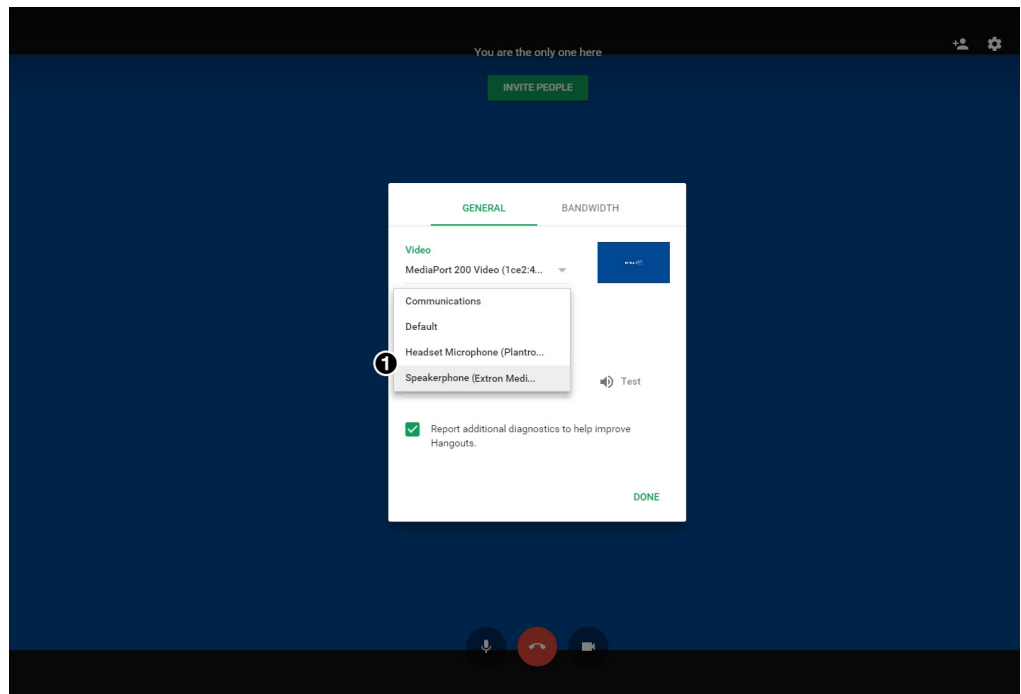 You are the only one here
INVITE PEOPLE
GENERAL BANDWIDTH
Video
MediaPort 200 Video (1ce2:4...
Communications
Default
Headset Microphone (Plantro...
1
Speakerphone (Extron Medi...
Test
Report additional diagnostics to help improve
Hangouts.
DONE